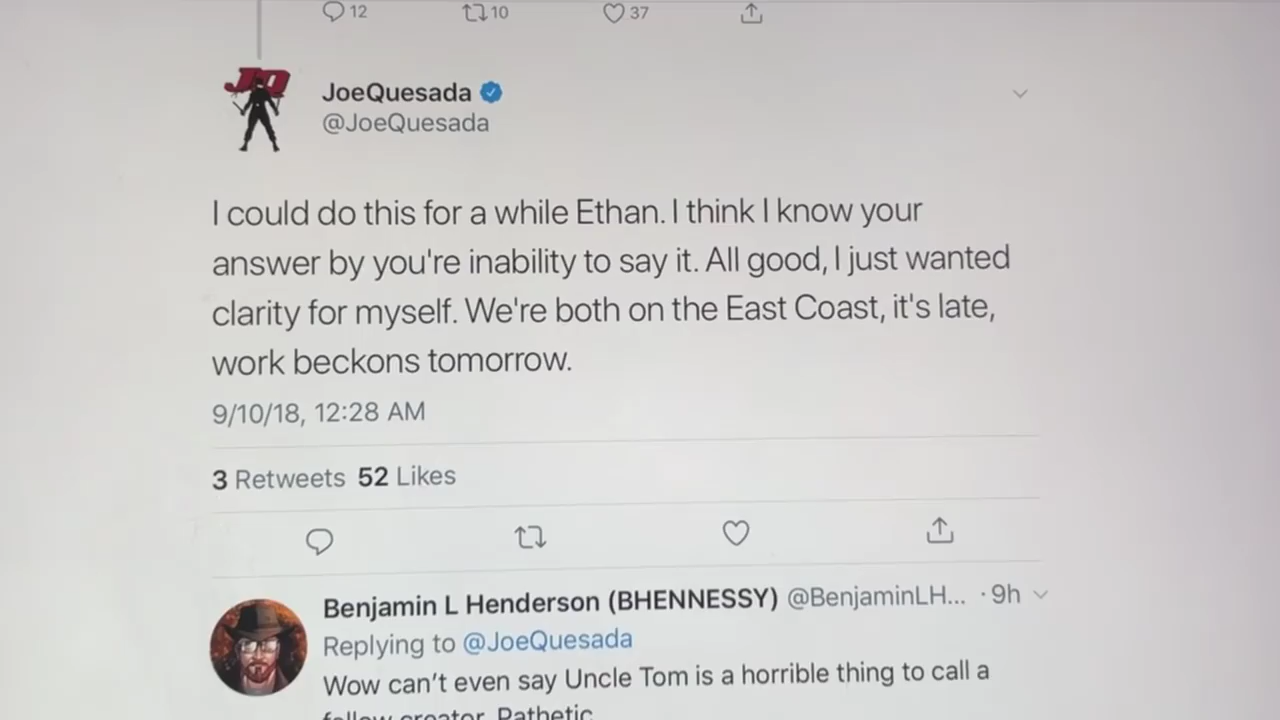 12 10 37
JQ
JoeQuesada
@JoeQuesada
I could do this for a while Ethan. I think I know your
answer by you're inability to say it. All good, I just wanted
clarity for myself. We're both on the East Coast, it's late,
work beckons tomorrow.
9/10/18, 12:28 AM
3 Retweets 52 Likes
Benjamin L Henderson (BHENNESSY) @BenjaminLH... · 9h
Replying to @JoeQuesada
Wow can't even say Uncle Tom is a horrible thing to call a
fellow creator. Pathetic